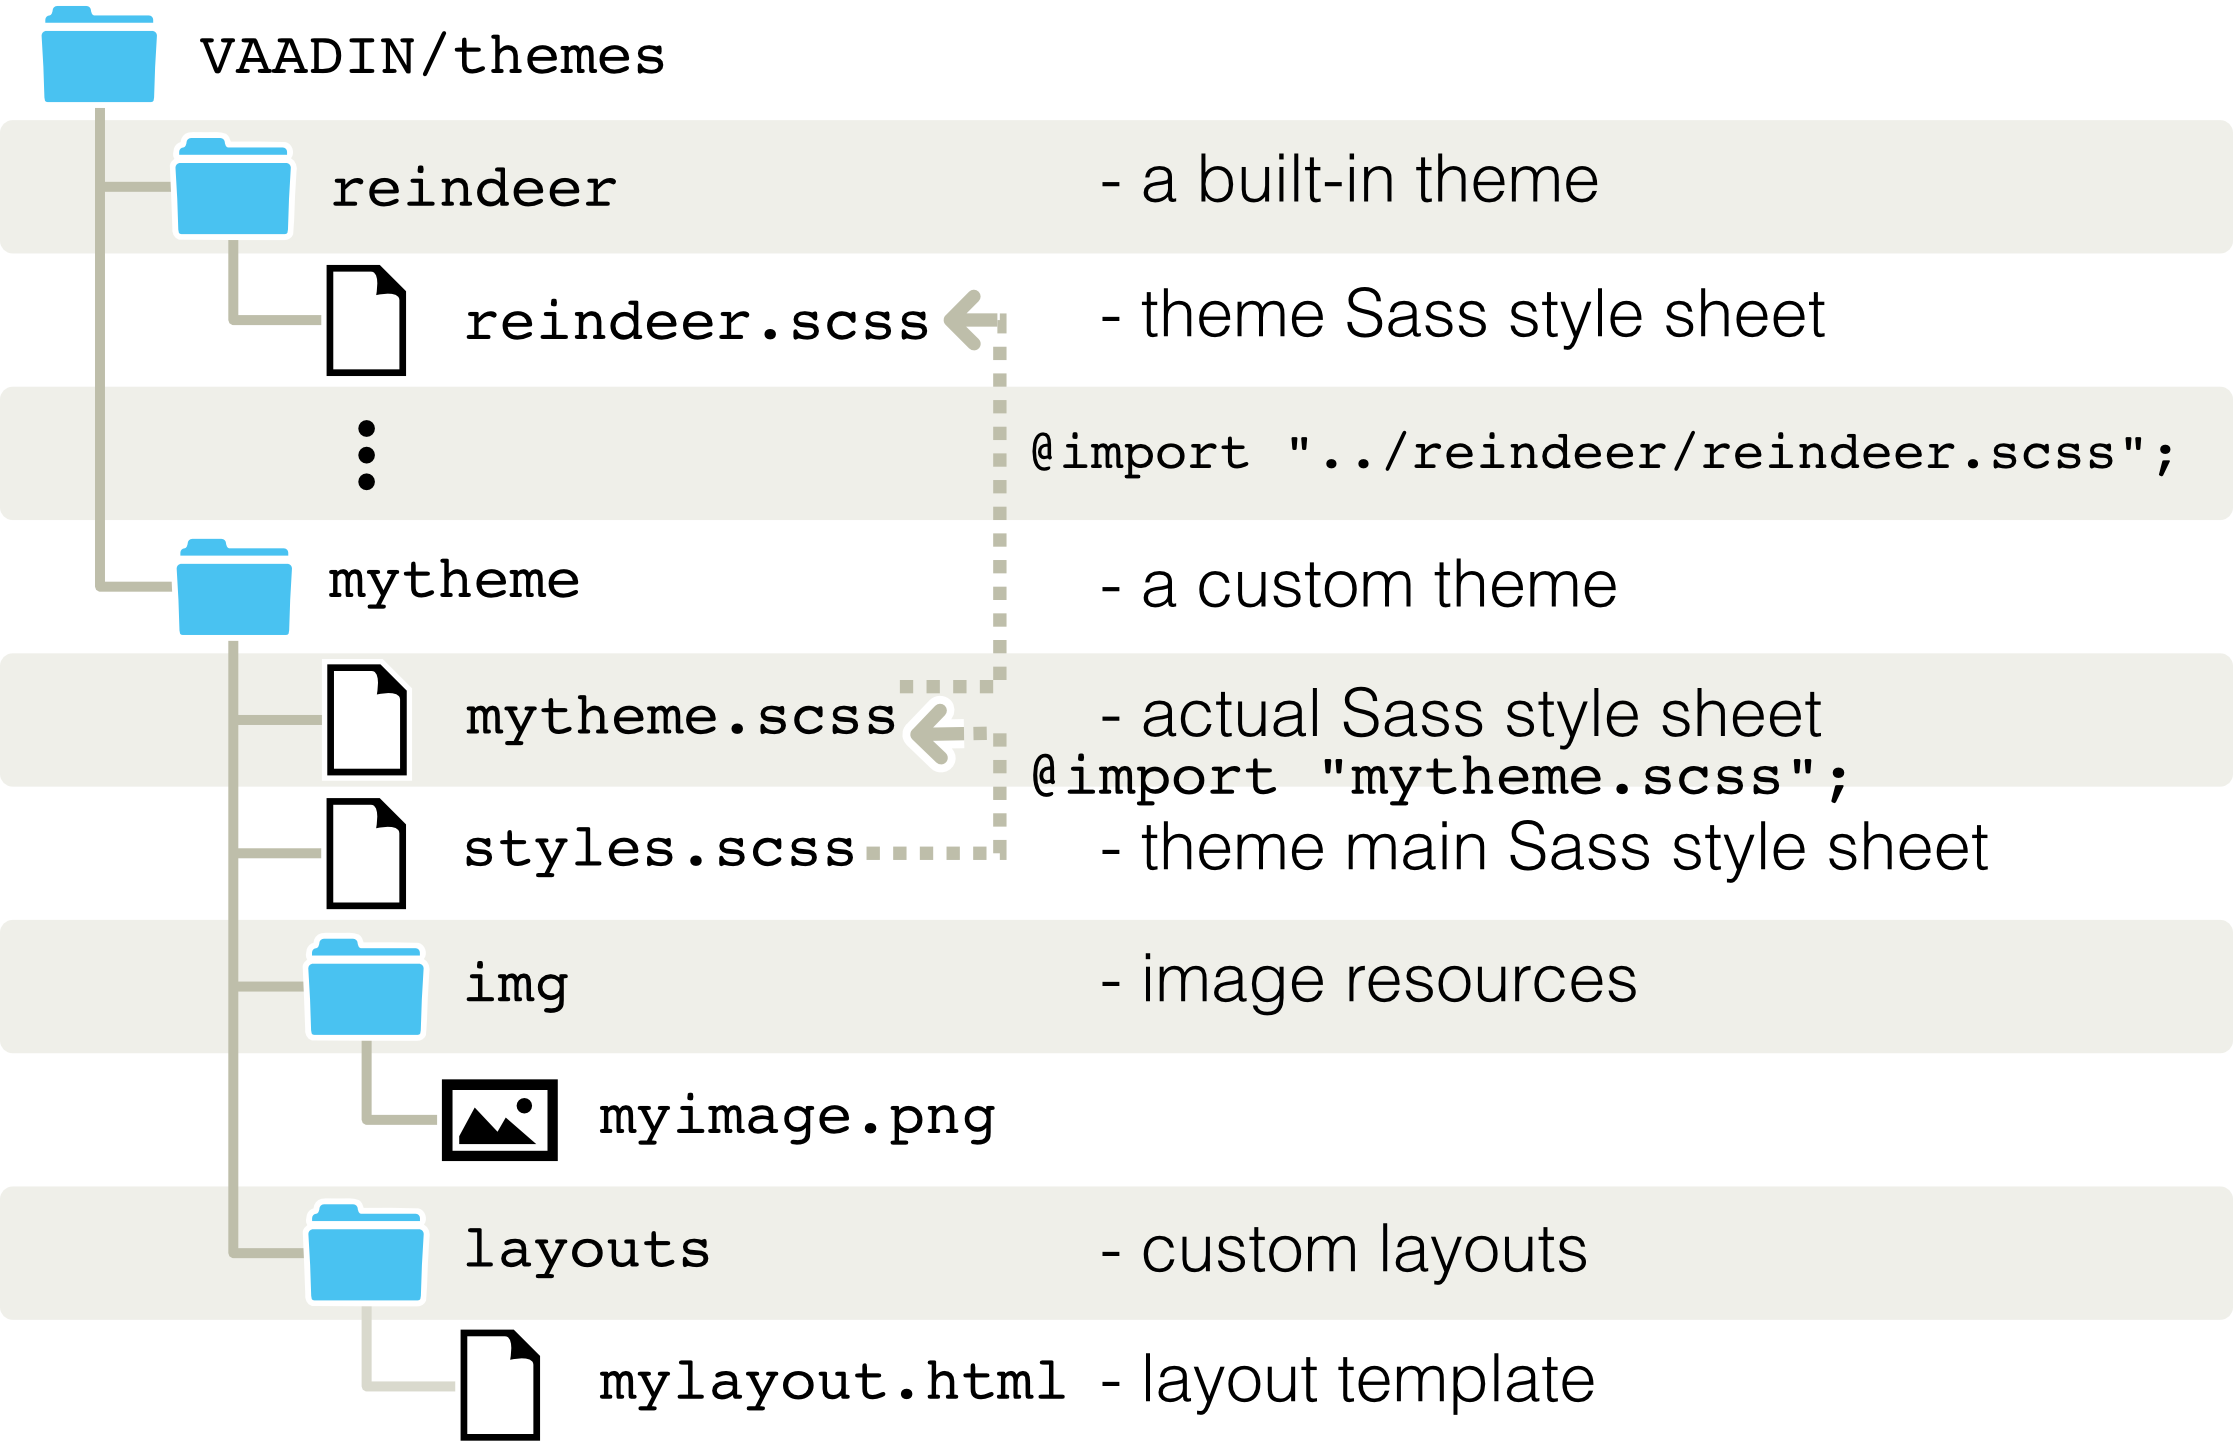 VAADIN/themes
reindeer - a built-in theme
reindeer.scss - theme Sass style sheet
@import "../reindeer/reindeer.scss";
mytheme - a custom theme
mytheme.scss - actual Sass style sheet
@import "mytheme.scss";
styles.scss - theme main Sass style sheet
img - image resources
myimage.png
layouts - custom layouts
mylayout.html - layout template